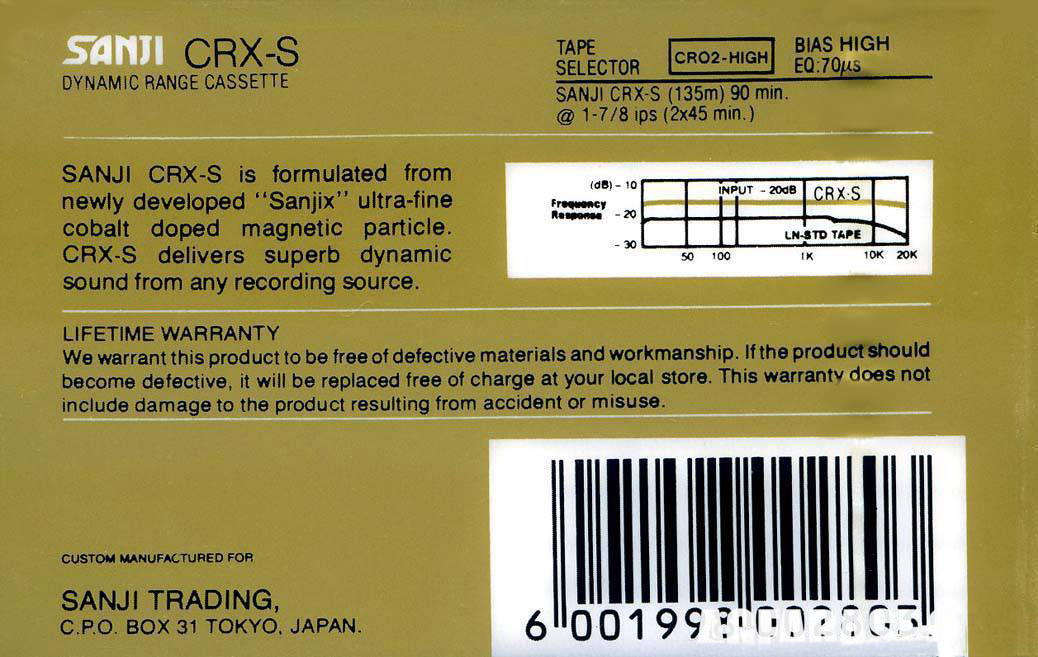 SANJI CRX-S
DYNAMIC RANGE CASSETTE
TAPE SELECTOR CRO2-HIGH BIAS HIGH EQ:70µs
SANJI CRX-S (135m) 90 min.
@ 1-7/8 ips (2x45 min.)
SANJI CRX-S is formulated from
newly developed "Sanjix" ultra-fine
cobalt doped magnetic particle.
CRX-S delivers superb dynamic
sound from any recording source.
(dB) - 10
Frequency Response
- 20
- 30
INPUT - 20dB
CRX-S
LN-STD TAPE
50 100 1K 10K 20K
LIFETIME WARRANTY
We warrant this product to be free of defective materials and workmanship. If the product should
become defective, it will be replaced free of charge at your local store. This warranty does not
include damage to the product resulting from accident or misuse.
CUSTOM MANUFACTURED FOR
SANJI TRADING,
C.P.O. BOX 31 TOKYO, JAPAN.
6 001998